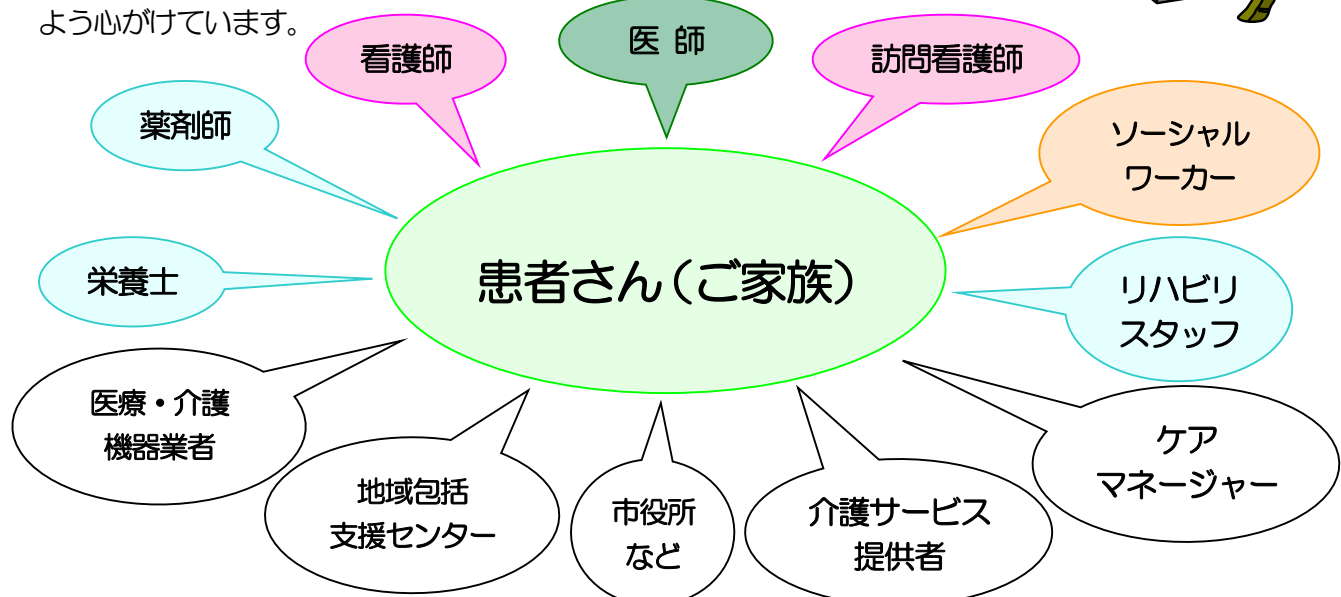 よう心がけています。
看護師
医 師
訪問看護師
薬剤師
ソーシャル
ワーカー
栄養士
患者さん（ご家族）
リハビリ
スタッフ
医療・介護
機器業者
地域包括
支援センター
市役所
など
介護サービス
提供者
ケア
マネージャー